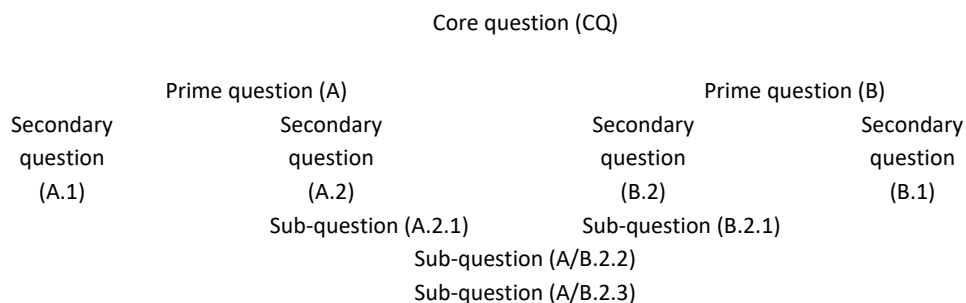 Core question (CQ)
Prime question (A) Prime question (B)
Secondary Secondary Secondary Secondary
question question question question
(A.1) (A.2) (B.2) (B.1)
Sub-question (A.2.1) Sub-question (B.2.1)
Sub-question (A/B.2.2)
Sub-question (A/B.2.3)